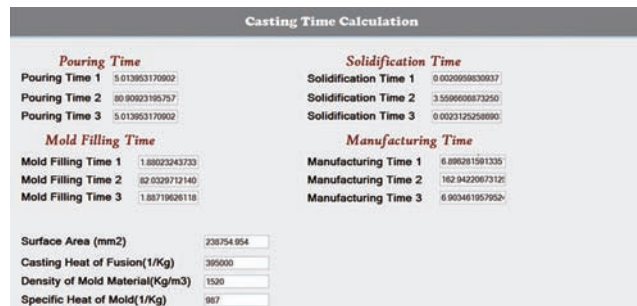 Casting Time Calculation
Pouring Time
Pouring Time 1 5.013953170902
Pouring Time 2 80.90923195757
Pouring Time 3 5.013953170902
Solidification Time
Solidification Time 1 0.0020959830937
Solidification Time 2 3.5596606873250
Solidification Time 3 0.0023125258690
Mold Filling Time
Mold Filling Time 1 1.88023243733
Mold Filling Time 2 82.0329712140
Mold Filling Time 3 1.88719626118
Manufacturing Time
Manufacturing Time 1 6.896281591335
Manufacturing Time 2 162.94220673125
Manufacturing Time 3 6.903461957952
Surface Area (mm2) 238754.954
Casting Heat of Fusion(1/Kg) 395000
Density of Mold Material(Kg/m3) 1520
Specific Heat of Mold(1/Kg) 987